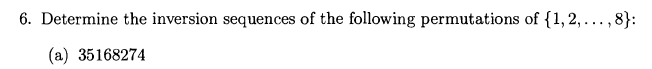 6. Determine the inversion sequences of the following permutations of {1, 2, . . . , 8}:
(a) 35168274